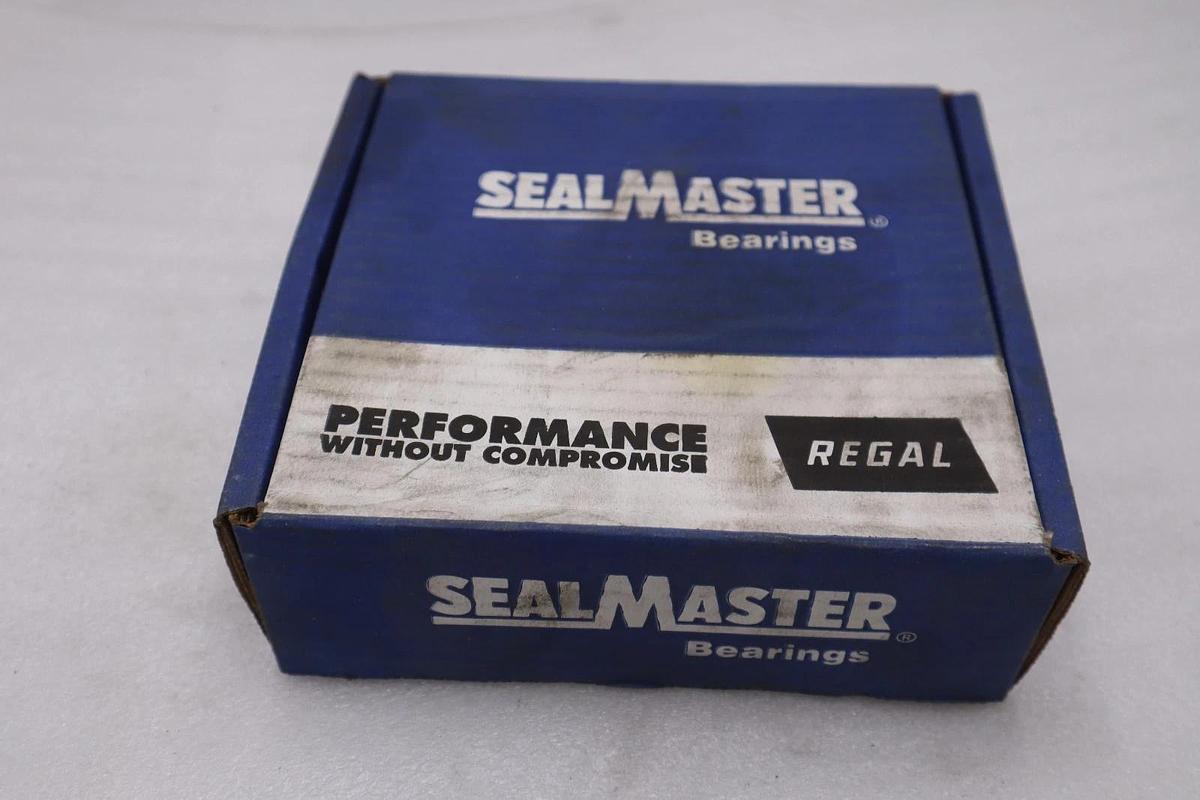 SEALMASTER ®
Bearings
PERFORMANCE
WITHOUT COMPROMISE
REGAL
SEALMASTER ®
Bearings